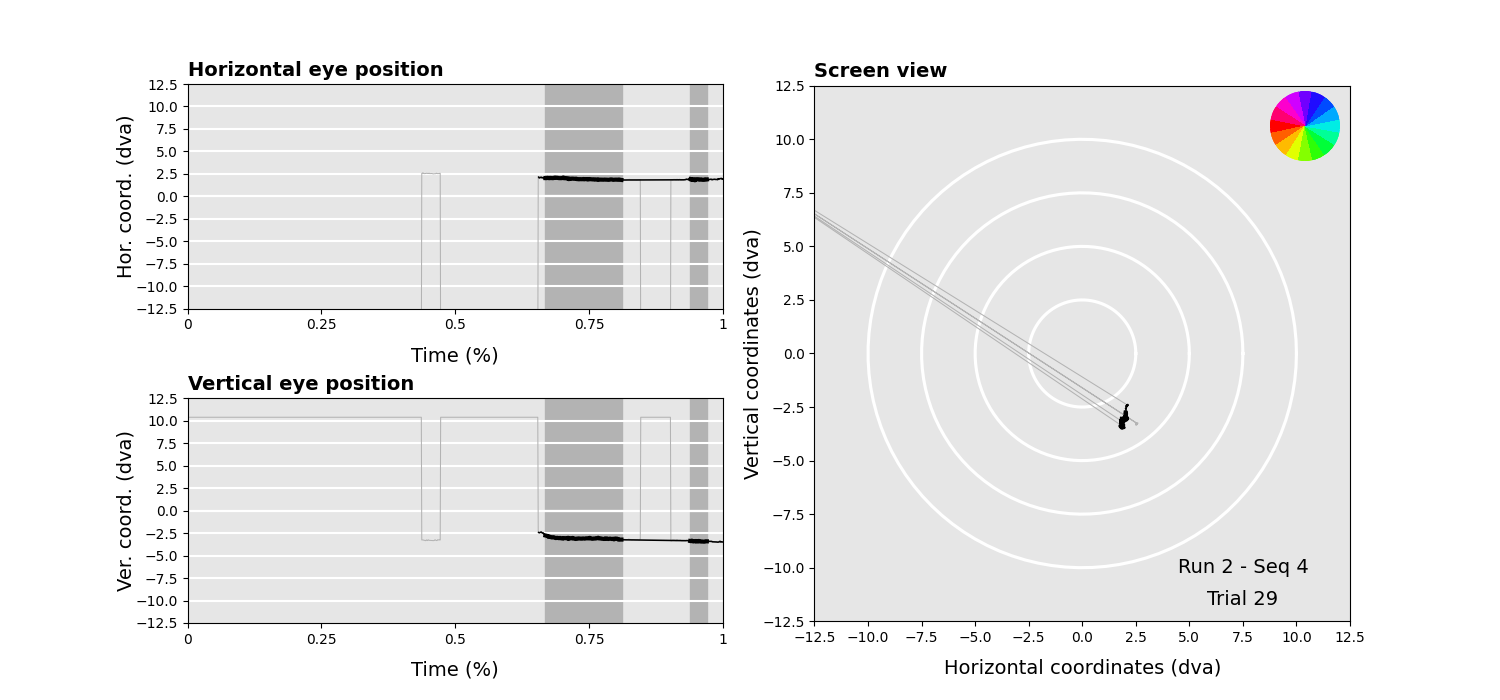 Horizontal eye position
12.5
10.0
7.5
5.0
2.5
0.0
−2.5
−5.0
−7.5
−10.0
−12.5
Hor. coord. (dva)
0 0.25 0.5 0.75 1
Time (%)
Vertical eye position
12.5
10.0
7.5
5.0
2.5
0.0
−2.5
−5.0
−7.5
−10.0
−12.5
Ver. coord. (dva)
0 0.25 0.5 0.75 1
Time (%)
Screen view
12.5
10.0
7.5
5.0
2.5
0.0
−2.5
−5.0
−7.5
−10.0
−12.5
Vertical coordinates (dva)
Run 2 - Seq 4
Trial 29
−12.5 −10.0 −7.5 −5.0 −2.5 0.0 2.5 5.0 7.5 10.0 12.5
Horizontal coordinates (dva)